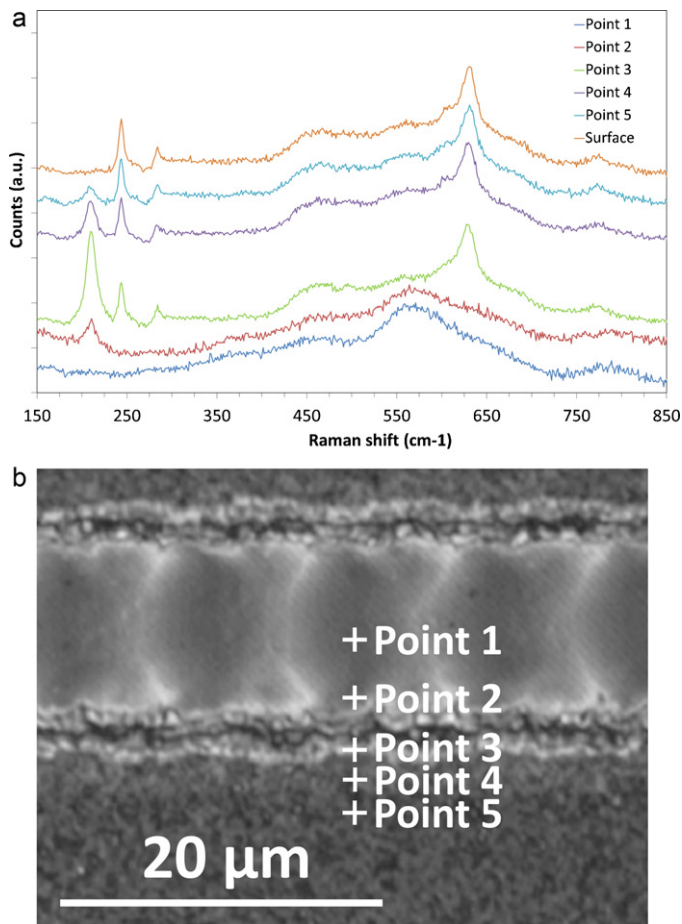 a
Point 1
Point 2
Point 3
Point 4
Point 5
Surface
Counts (a.u.)
150 250 350 450 550 650 750 850
Raman shift (cm-1)
b
+ Point 1
+ Point 2
+ Point 3
+ Point 4
+ Point 5
20 µm